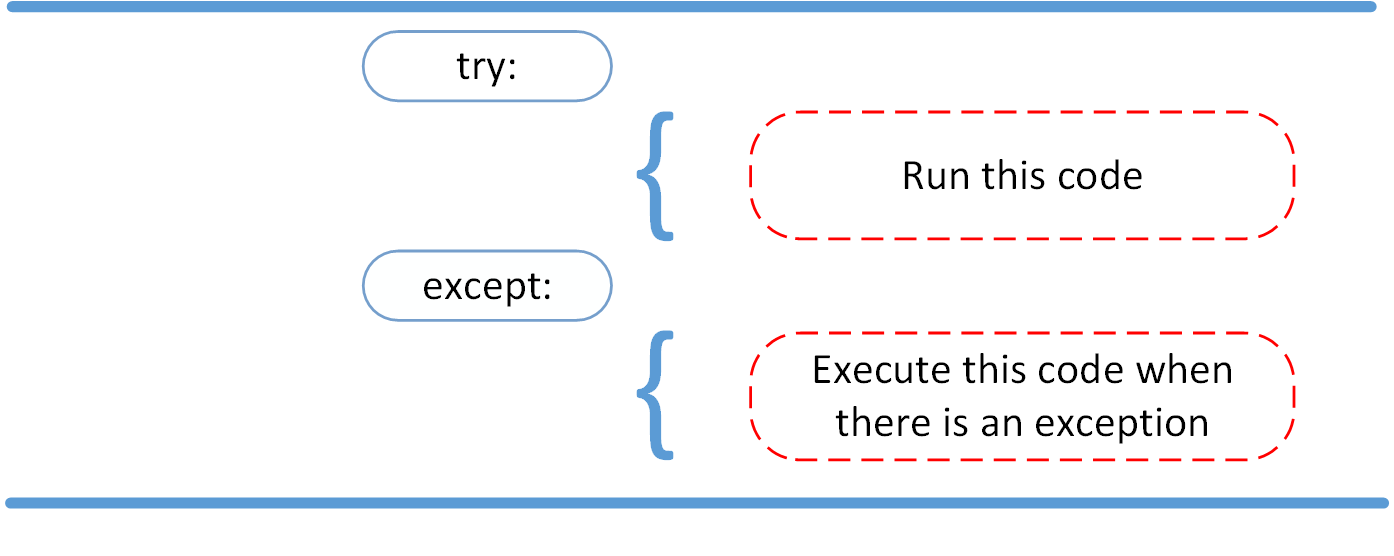 try:
Run this code
except:
Execute this code when
there is an exception